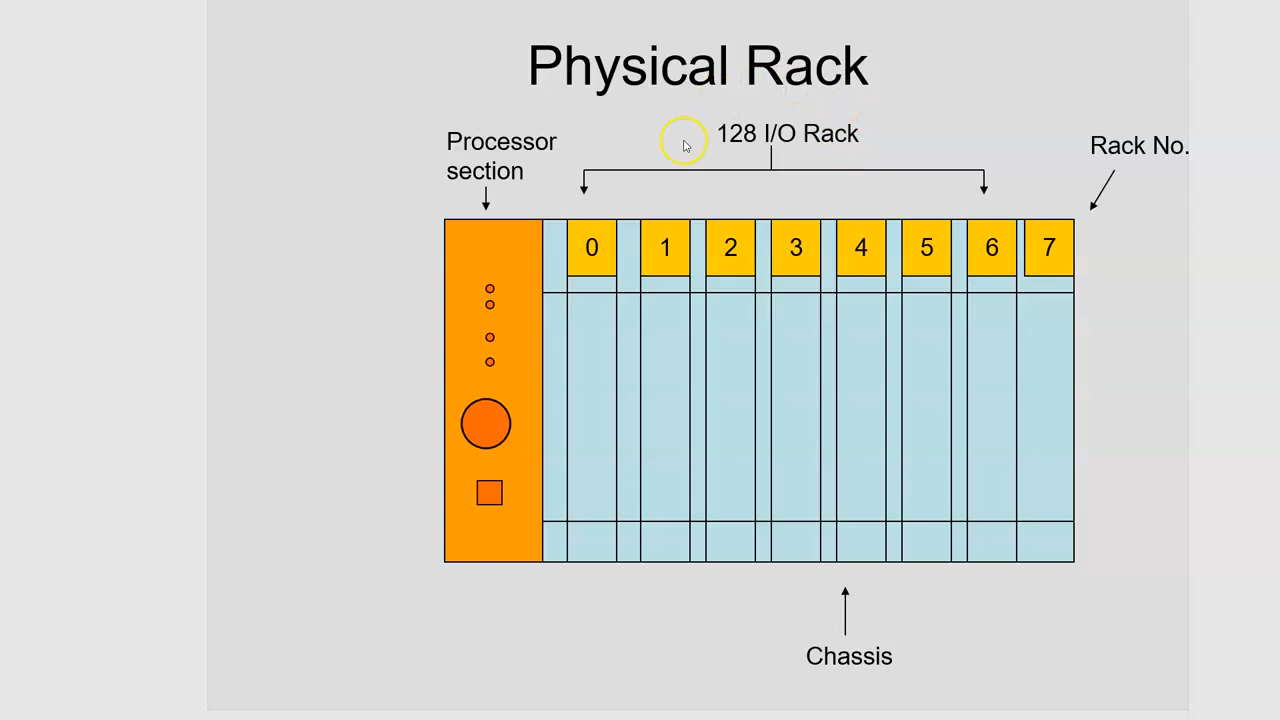 Physical Rack
128 I/O Rack
Processor
section
Rack No.
0 1 2 3 4 5 6 7
Chassis